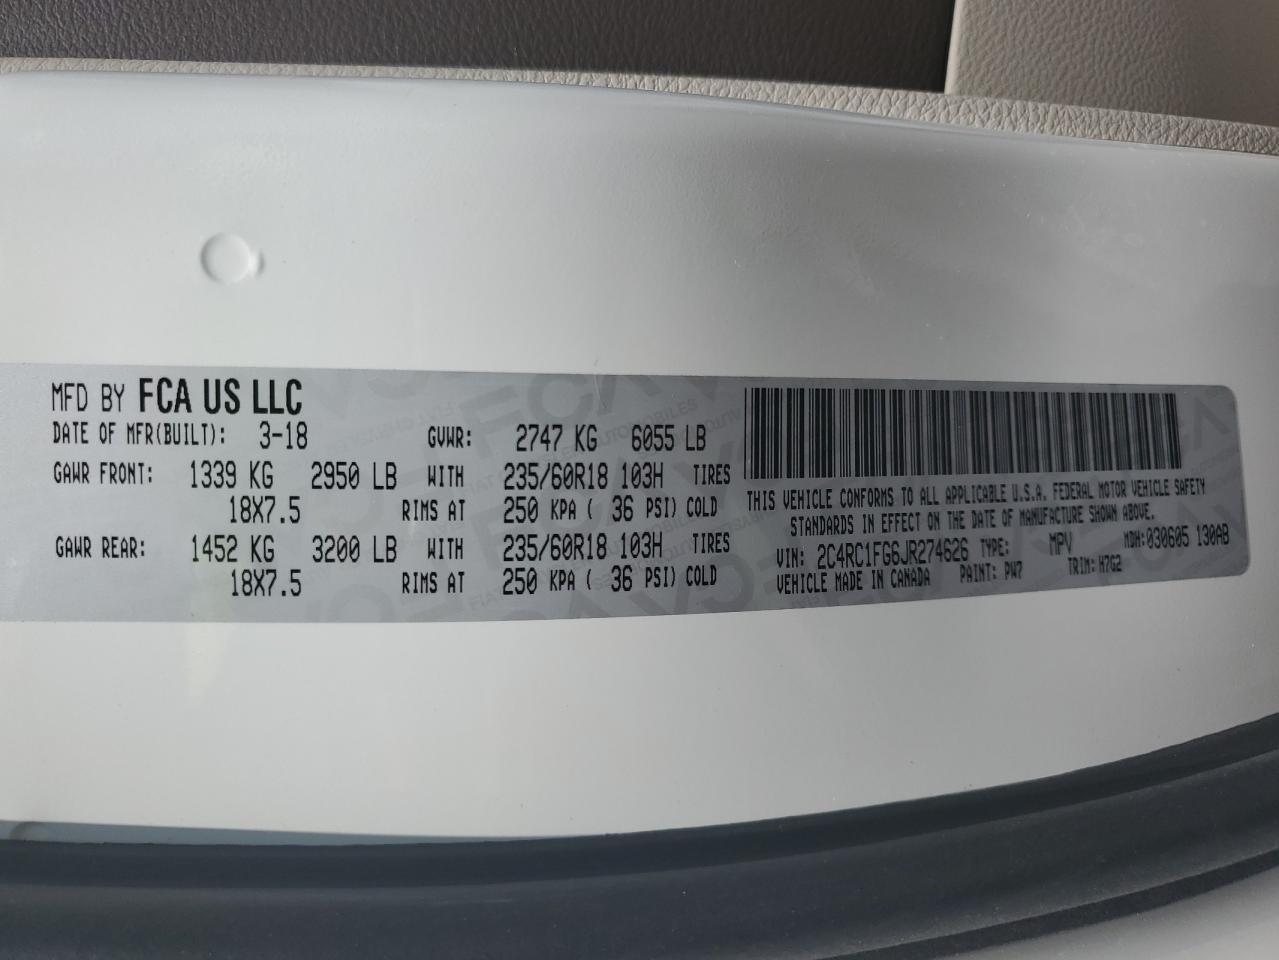 MFD BY FCA US LLC
DATE OF MFR(BUILT): 3-18 GVWR: 2747 KG 6055 LB
GAWR FRONT: 1339 KG 2950 LB WITH 235/60R18 103H TIRES
18X7.5 RIMS AT 250 KPA ( 36 PSI) COLD
GAWR REAR: 1452 KG 3200 LB WITH 235/60R18 103H TIRES
18X7.5 RIMS AT 250 KPA ( 36 PSI) COLD
THIS VEHICLE CONFORMS TO ALL APPLICABLE U.S.A. FEDERAL MOTOR VEHICLE SAFETY
STANDARDS IN EFFECT ON THE DATE OF MANUFACTURE SHOWN ABOVE.
VIN: 2C4RC1FG6JR274626 TYPE: MPV MDH:030605 130AB
VEHICLE MADE IN CANADA PAINT: PW7 TRIM: H7G2